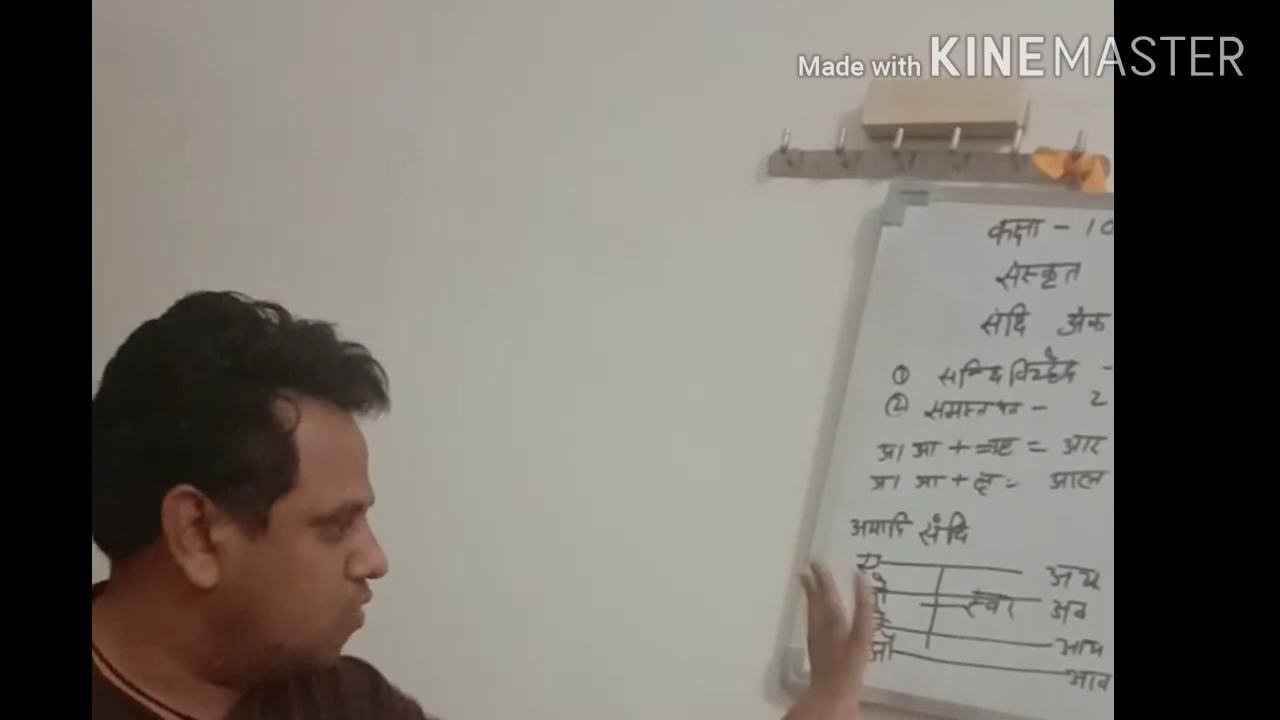 Made with KINEMASTER
कक्षा - 10
संस्कृत
संधि अंक
① सन्धि विच्छेद -
② समस्तपद - 2
अ। आ + ऋ = आर
अ। आ + लृ = आल
अयादि संधि
ए अय
ओ स्वर अव
ऐ आय
औ आव